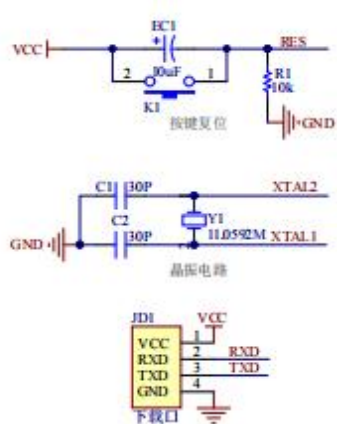 EC1
VCC
RES
10uF
2
1
R1
10k
K1
按键复位
GND
C1
30P
XTAL2
C2
Y1
30P
11.0592M
XTAL1
GND
晶振电路
JD1
VCC
1
VCC
RXD
2
RXD
TXD
3
TXD
GND
4
下载口